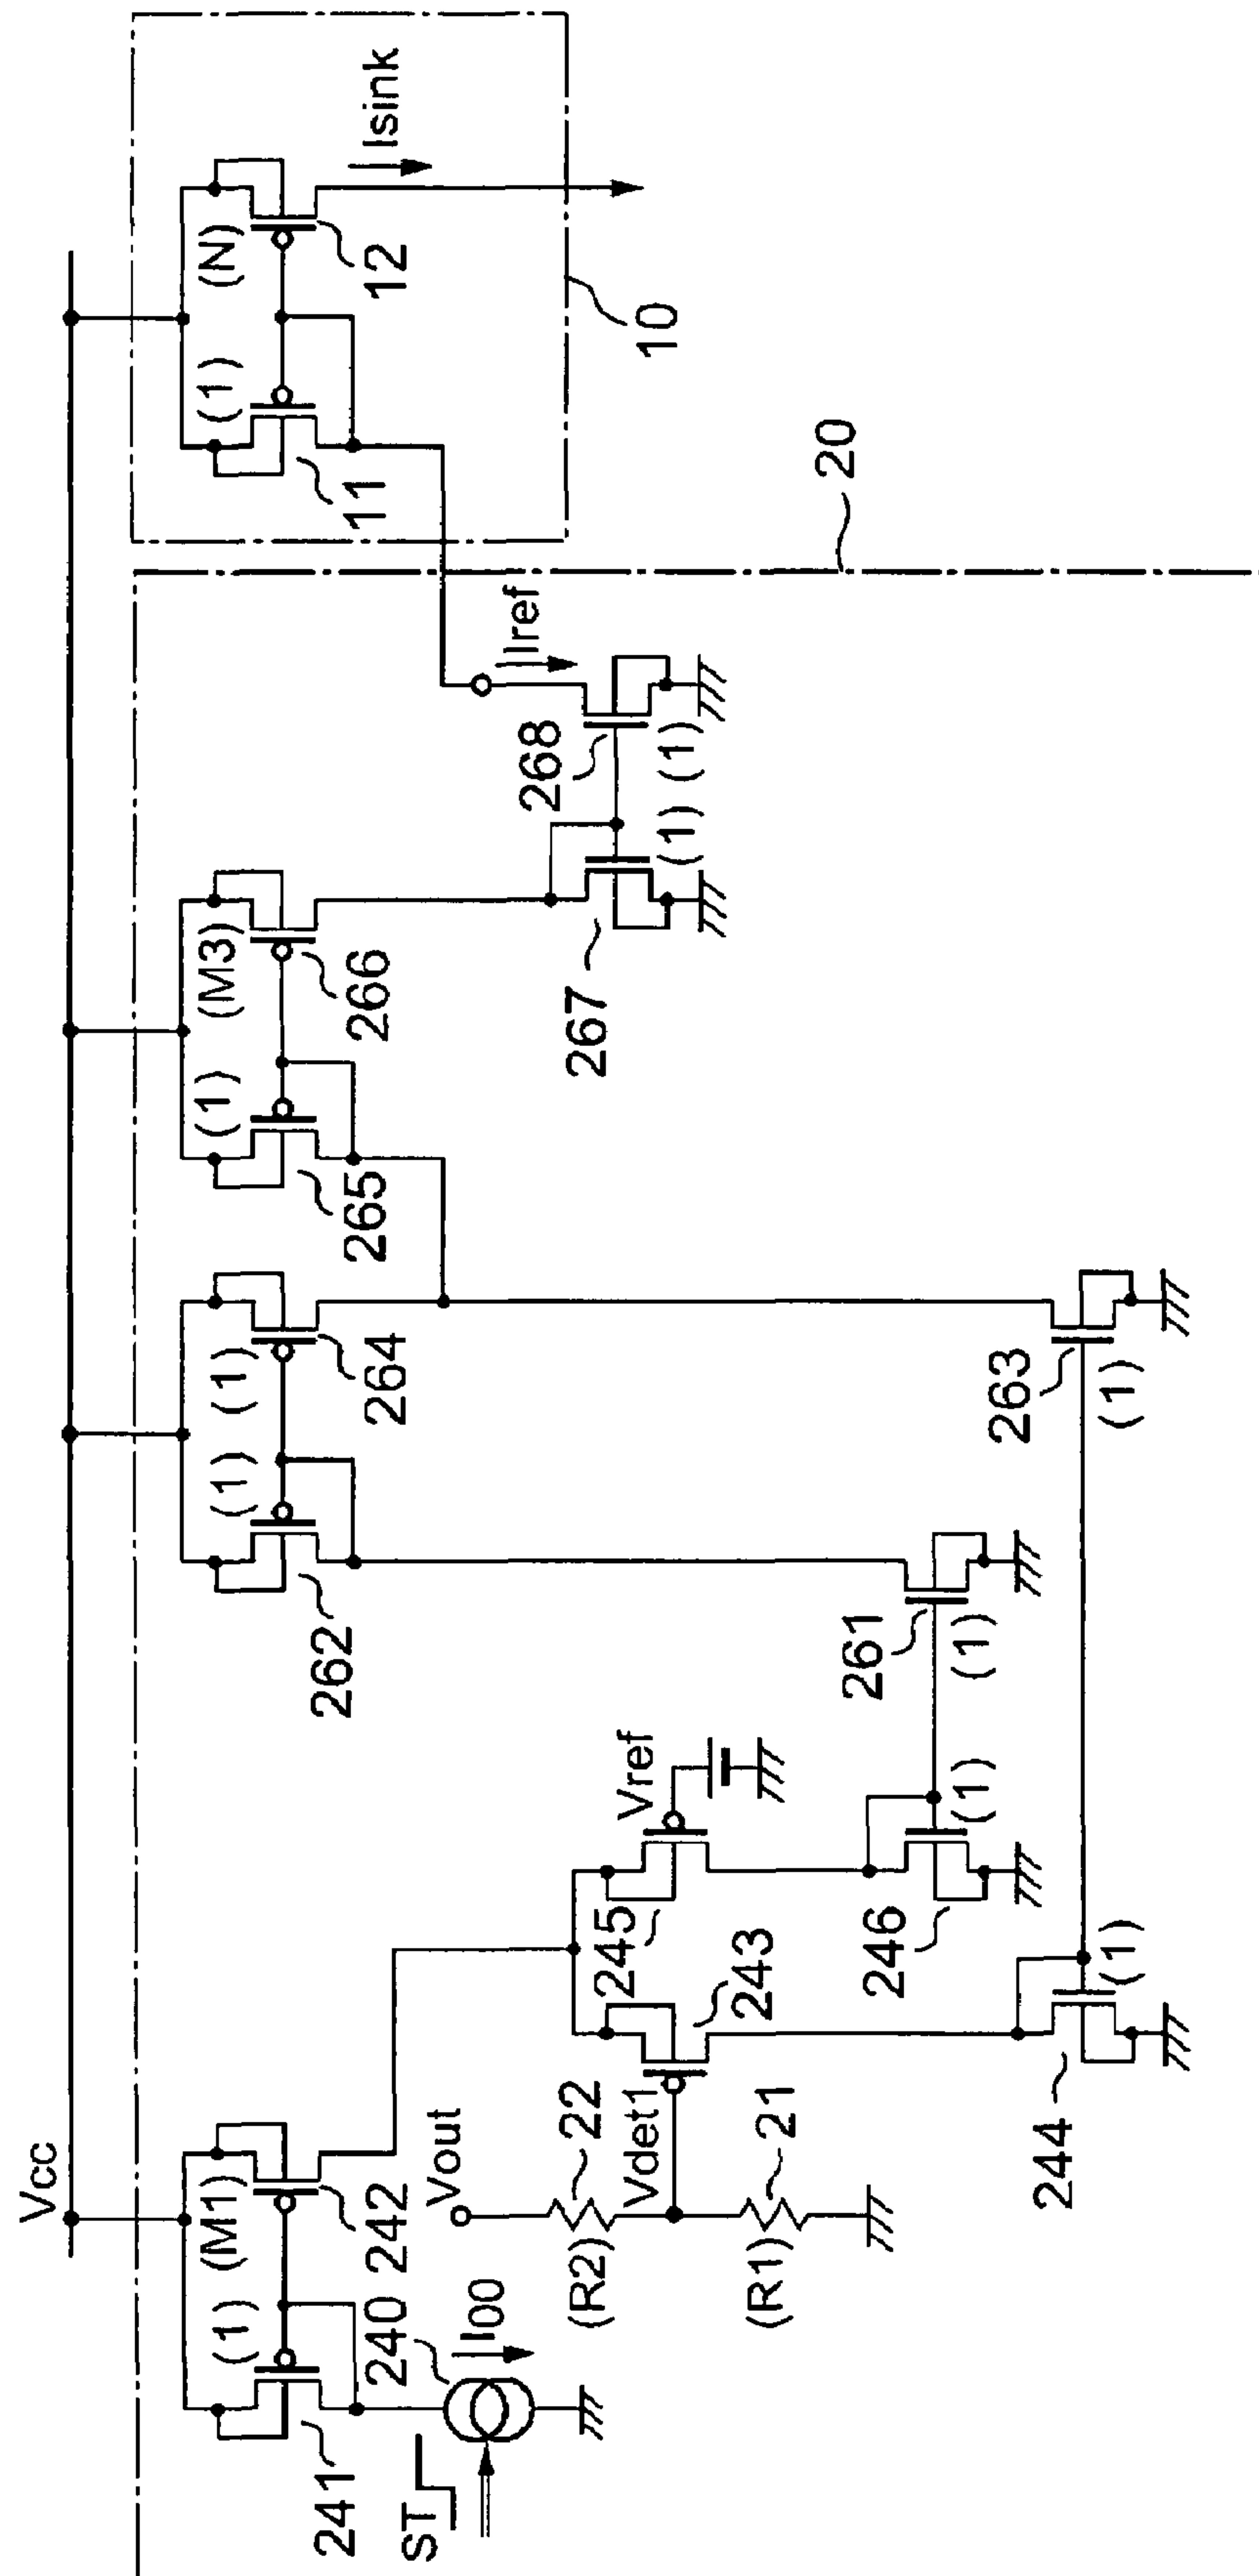 Vcc
(1)
(M1)
241
242
ST
240
I00
Vout
22
(R2)
Vdet1
21
(R1)
243
245
Vref
244
(1)
246
(1)
261
(1)
263
(1)
262
(1)
(1)
264
265
(1)
(M3)
266
267
(1)
(1)
268
Iref
20
11
(1)
(N)
12
Isink
10